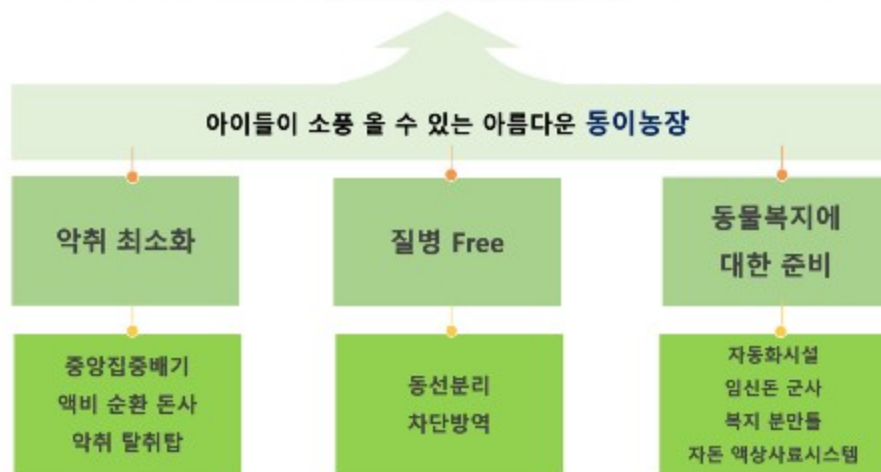 아이들이 소풍 올 수 있는 아름다운 동이농장
악취 최소화
질병 Free
동물복지에
대한 준비
중앙집중배기
액비 순환 돈사
악취 탈취탑
동선분리
차단방역
자동화시설
임신돈 군사
복지 분만틀
자돈 액상사료시스템